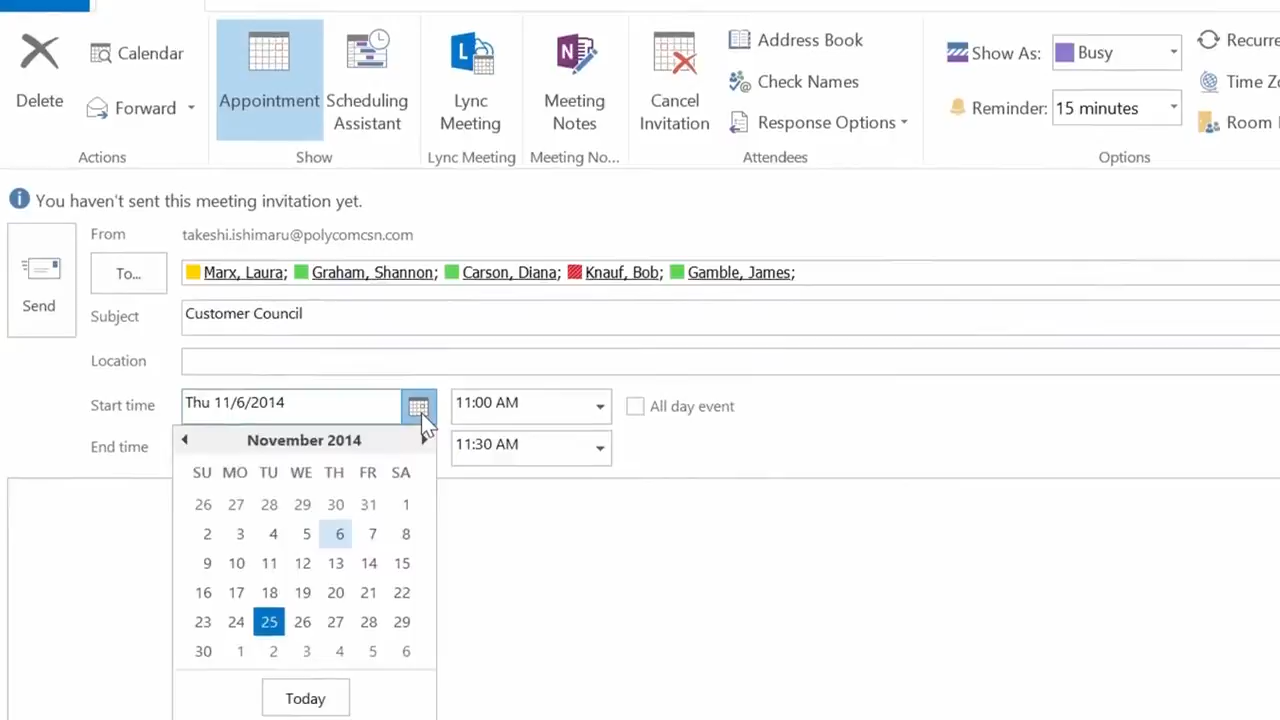 Delete
Calendar
Forward
Actions
Appointment
Scheduling
Assistant
Show
Lync
Meeting
Lync Meeting
Meeting
Notes
Meeting No...
Cancel
Invitation
Address Book
Check Names
Response Options
Attendees
Show As: Busy
Reminder: 15 minutes
Recurre
Time Zo
Room
Options
You haven't sent this meeting invitation yet.
Send
From takeshi.ishimaru@polycomcsn.com
To... Marx, Laura; Graham, Shannon; Carson, Diana; Knauf, Bob; Gamble, James;
Subject Customer Council
Location
Start time Thu 11/6/2014 11:00 AM All day event
End time 11:30 AM
November 2014
SU MO TU WE TH FR SA
26 27 28 29 30 31 1
2 3 4 5 6 7 8
9 10 11 12 13 14 15
16 17 18 19 20 21 22
23 24 25 26 27 28 29
30 1 2 3 4 5 6
Today